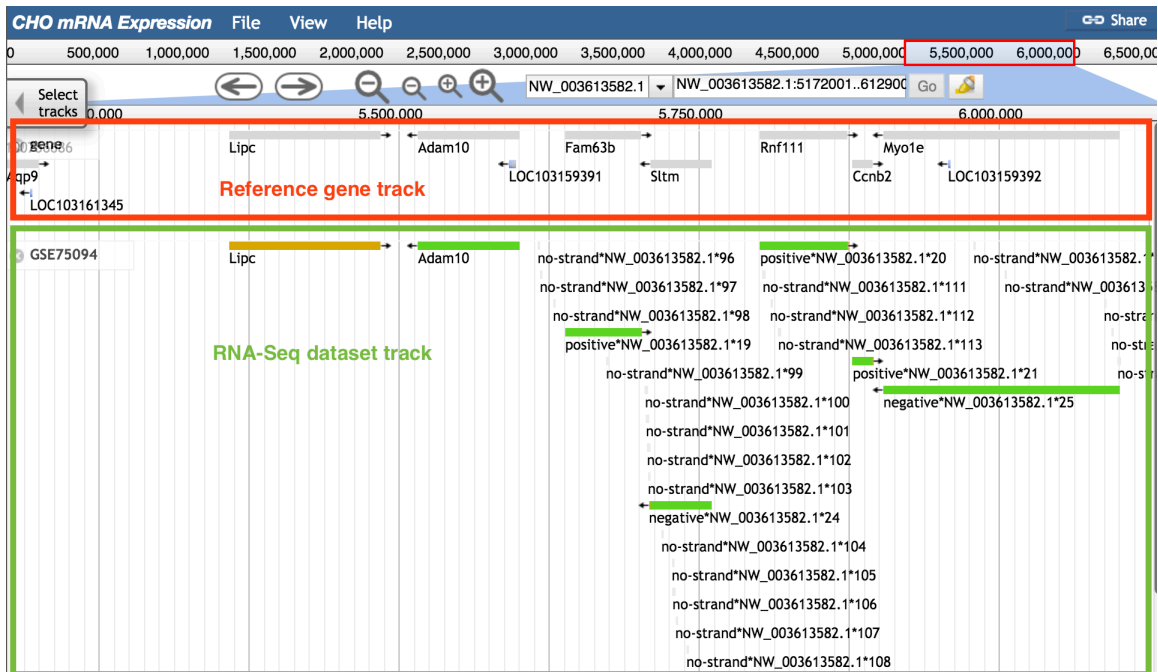 CHO mRNA Expression File View Help Share
0 500,000 1,000,000 1,500,000 2,000,000 2,500,000 3,000,000 3,500,000 4,000,000 4,500,000 5,000,000 5,500,000 6,000,000 6,500,00
NW_003613582.1 NW_003613582.1:5172001..612900 Go
Select
tracks
0,000 5,500,000 5,750,000 6,000,000
gene Lipc Adam10 Fam63b Rnf111 Myo1e
Aqp9 LOC103159391 Sltm Ccnb2 LOC103159392
Reference gene track
LOC103161345
GSE75094
Lipc Adam10 no-strand*NW_003613582.1*96 positive*NW_003613582.1*20 no-strand*NW_003613582.1*
no-strand*NW_003613582.1*97 no-strand*NW_003613582.1*111 no-strand*NW_0036135
no-strand*NW_003613582.1*98 no-strand*NW_003613582.1*112 no-stra
RNA-Seq dataset track
positive*NW_003613582.1*19 no-strand*NW_003613582.1*113 no-stra
no-strand*NW_003613582.1*99 positive*NW_003613582.1*21 no-st
no-strand*NW_003613582.1*100 negative*NW_003613582.1*25
no-strand*NW_003613582.1*101
no-strand*NW_003613582.1*102
no-strand*NW_003613582.1*103
negative*NW_003613582.1*24
no-strand*NW_003613582.1*104
no-strand*NW_003613582.1*105
no-strand*NW_003613582.1*106
no-strand*NW_003613582.1*107
no-strand*NW_003613582.1*108